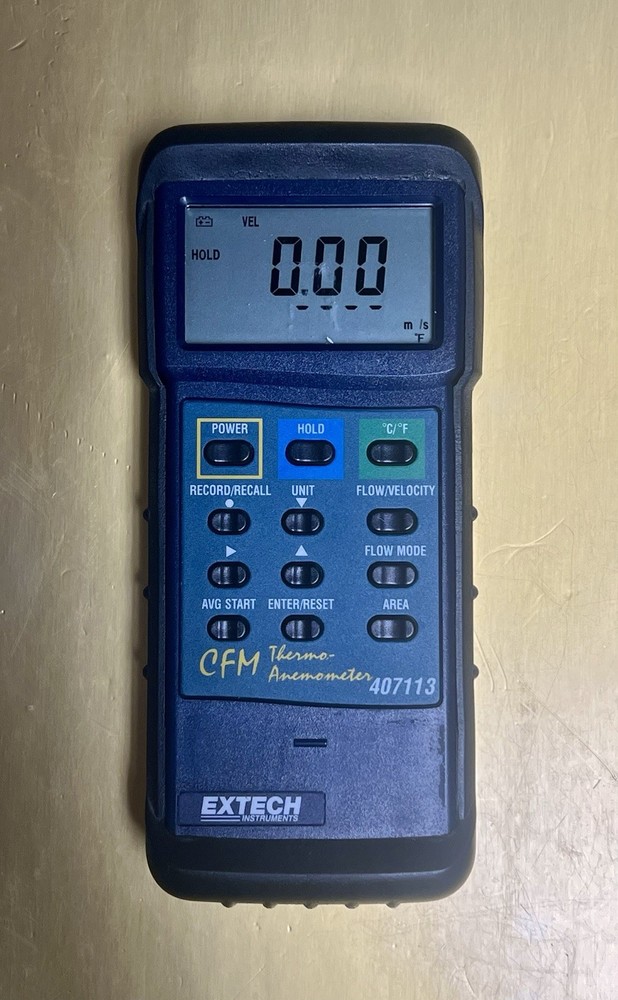 VEL
HOLD
0.00
m/s
°F
POWER
HOLD
°C/°F
RECORD/RECALL
UNIT
FLOW/VELOCITY
FLOW MODE
AVG START
ENTER/RESET
AREA
CFM Thermo-
Anemometer
407113
EXTECH
INSTRUMENTS